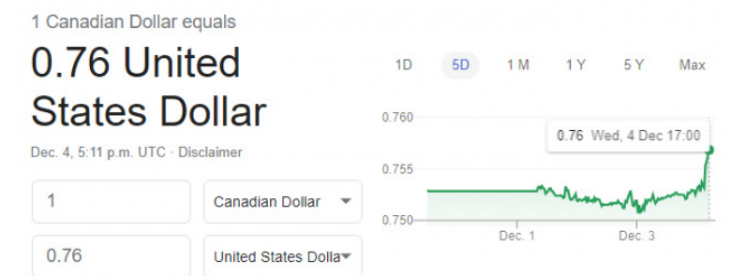 1 Canadian Dollar equals
0.76 United
States Dollar
Dec. 4, 5:11 p.m. UTC · Disclaimer
1 Canadian Dollar
0.76 United States Dolla
1D 5D 1 M 1 Y 5 Y Max
0.760
0.76 Wed, 4 Dec 17:00
0.755
0.750
Dec. 1 Dec. 3